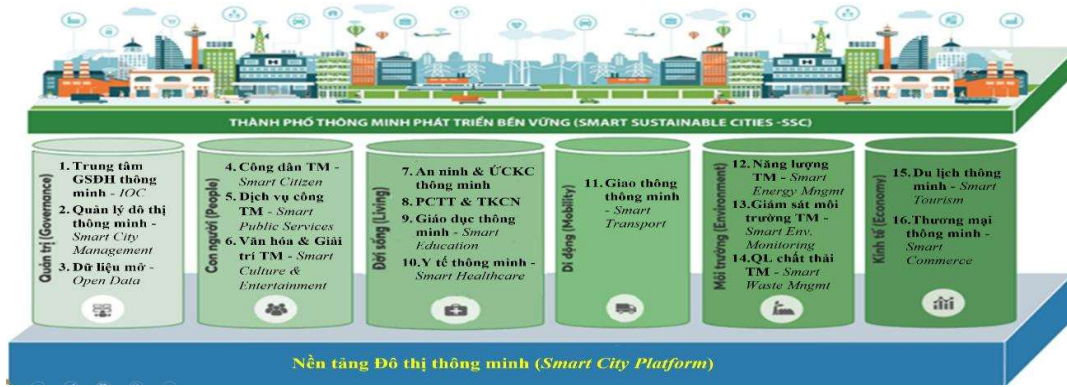 THÀNH PHỐ THÔNG MINH PHÁT TRIỂN BỀN VỮNG (SMART SUSTAINABLE CITIES -SSC)
Quản trị (Governance)
1. Trung tâm
GSĐH thông
minh - IOC
2. Quản lý dô thị
thông minh -
Smart City
Management
3. Dữ liệu mở -
Open Data
Con người (People)
4. Công dân TM -
Smart Citizen
5. Dịch vụ công
TM - Smart
Public Services
6. Văn hóa & Giải
trí TM - Smart
Culture &
Entertainment
Đời sống (Living)
7. An ninh & ỨCKC
thông minh
8. PCTT & TKCN
9. Giáo dục thông
minh - Smart
Education
10.Y tế thông minh -
Smart Healthcare
Di động (Mobility)
11. Giao thông
thông minh
- Smart
Transport
Môi trường (Environment)
12. Năng lượng
TM - Smart
Energy Mngmt
13.Giám sát môi
trường TM -
Smart Env.
Monitoring
14.QL chất thải
TM - Smart
Waste Mngmt
Kinh tế (Economy)
15. Du lịch thông
minh - Smart
Tourism
16. Thương mại
thông minh -
Smart
Commerce
Nền tảng Đô thị thông minh (Smart City Platform)